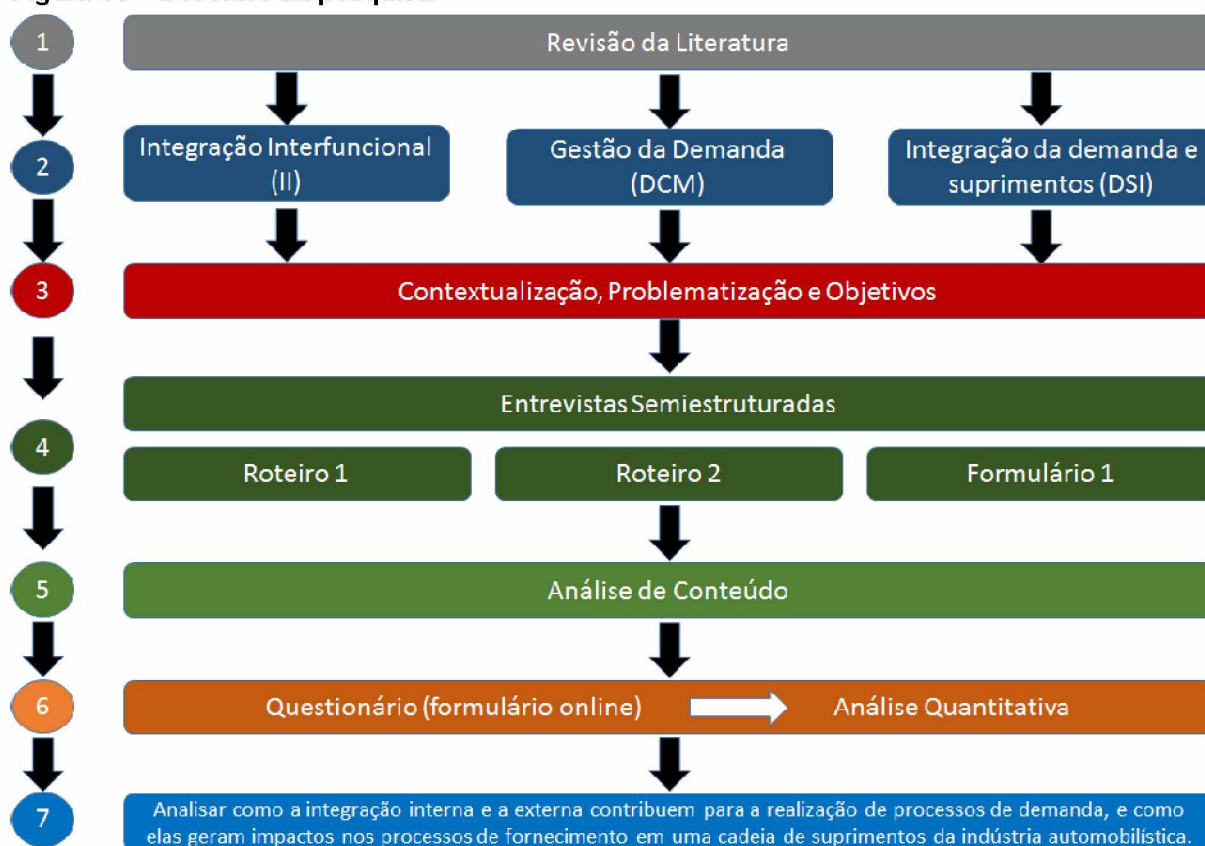 1
Revisão da Literatura
2
Integração Interfuncional
(II)
Gestão da Demanda
(DCM)
Integração da demanda e
suprimentos (DSI)
3
Contextualização, Problematização e Objetivos
4
Entrevistas Semiestruturadas
Roteiro 1
Roteiro 2
Formulário 1
5
Análise de Conteúdo
6
Questionário (formulário online)
Análise Quantitativa
7
Analisar como a integração interna e a externa contribuem para a realização de processos de demanda, e como
elas geram impactos nos processos de fornecimento em uma cadeia de suprimentos da indústria automobilística.